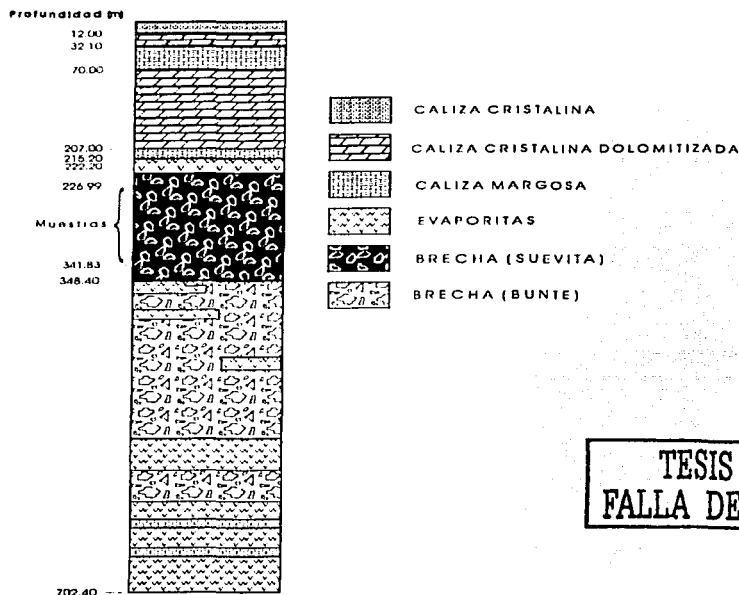 Profundidad (m)
12.00
32.10
70.00
207.00
215.20
222.20
226.99
Muestras
341.83
348.40
702.40
CALIZA CRISTALINA
CALIZA CRISTALINA DOLOMITIZADA
CALIZA MARGOSA
EVAPORITAS
BRECHA (SUEVITA)
BRECHA (BUNTE)
TESIS
FALLA DE